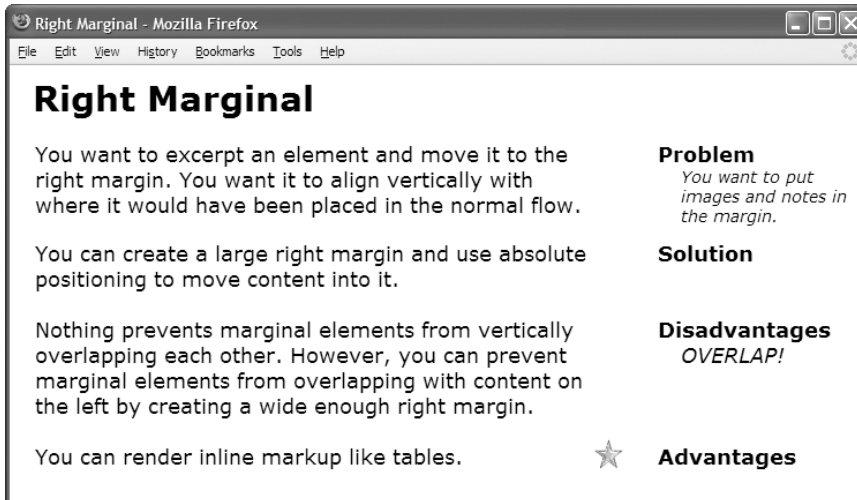 Right Marginal - Mozilla Firefox
File Edit View History Bookmarks Tools Help
Right Marginal
You want to excerpt an element and move it to the
right margin. You want it to align vertically with
where it would have been placed in the normal flow.
Problem
You want to put
images and notes in
the margin.
You can create a large right margin and use absolute
positioning to move content into it.
Solution
Nothing prevents marginal elements from vertically
overlapping each other. However, you can prevent
marginal elements from overlapping with content on
the left by creating a wide enough right margin.
Disadvantages
OVERLAP!
You can render inline markup like tables.
Advantages